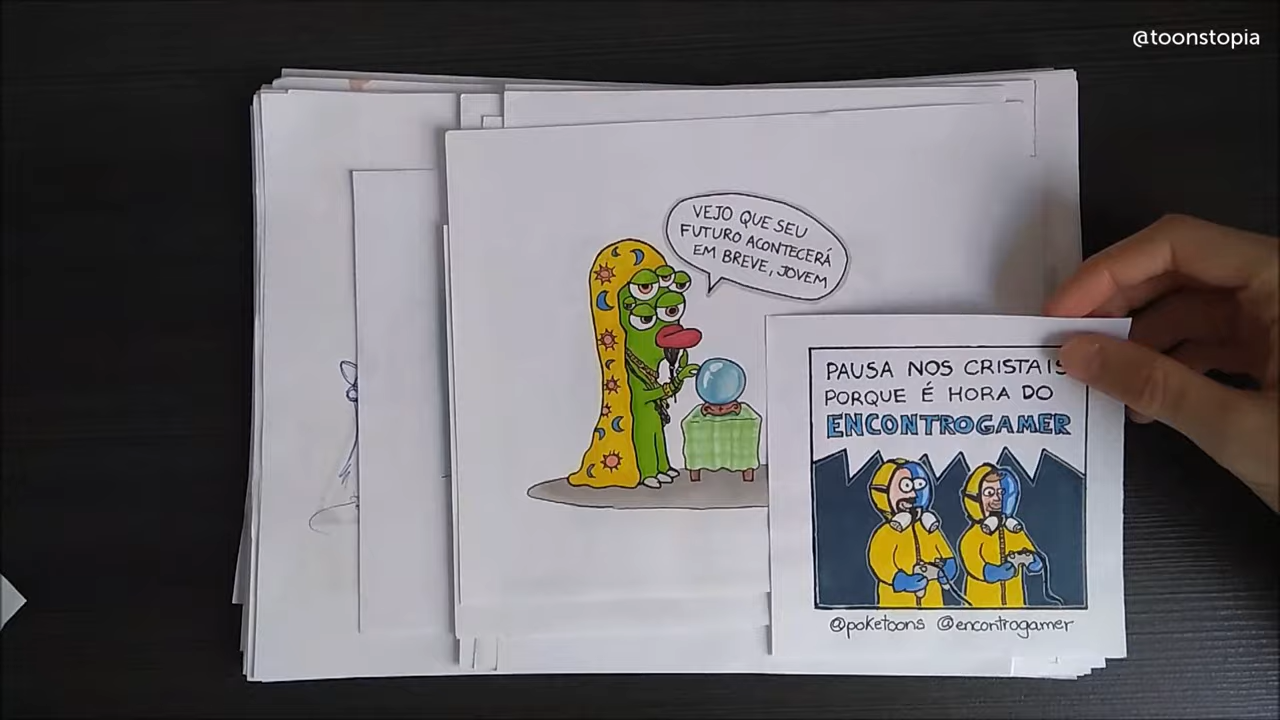 @toonstopia
VEJO QUE SEU
FUTURO ACONTECERÁ
EM BREVE, JOVEM
PAUSA NOS CRISTAIS
PORQUE É HORA DO
ENCONTROGAMER
@poketoons @encontrogamer